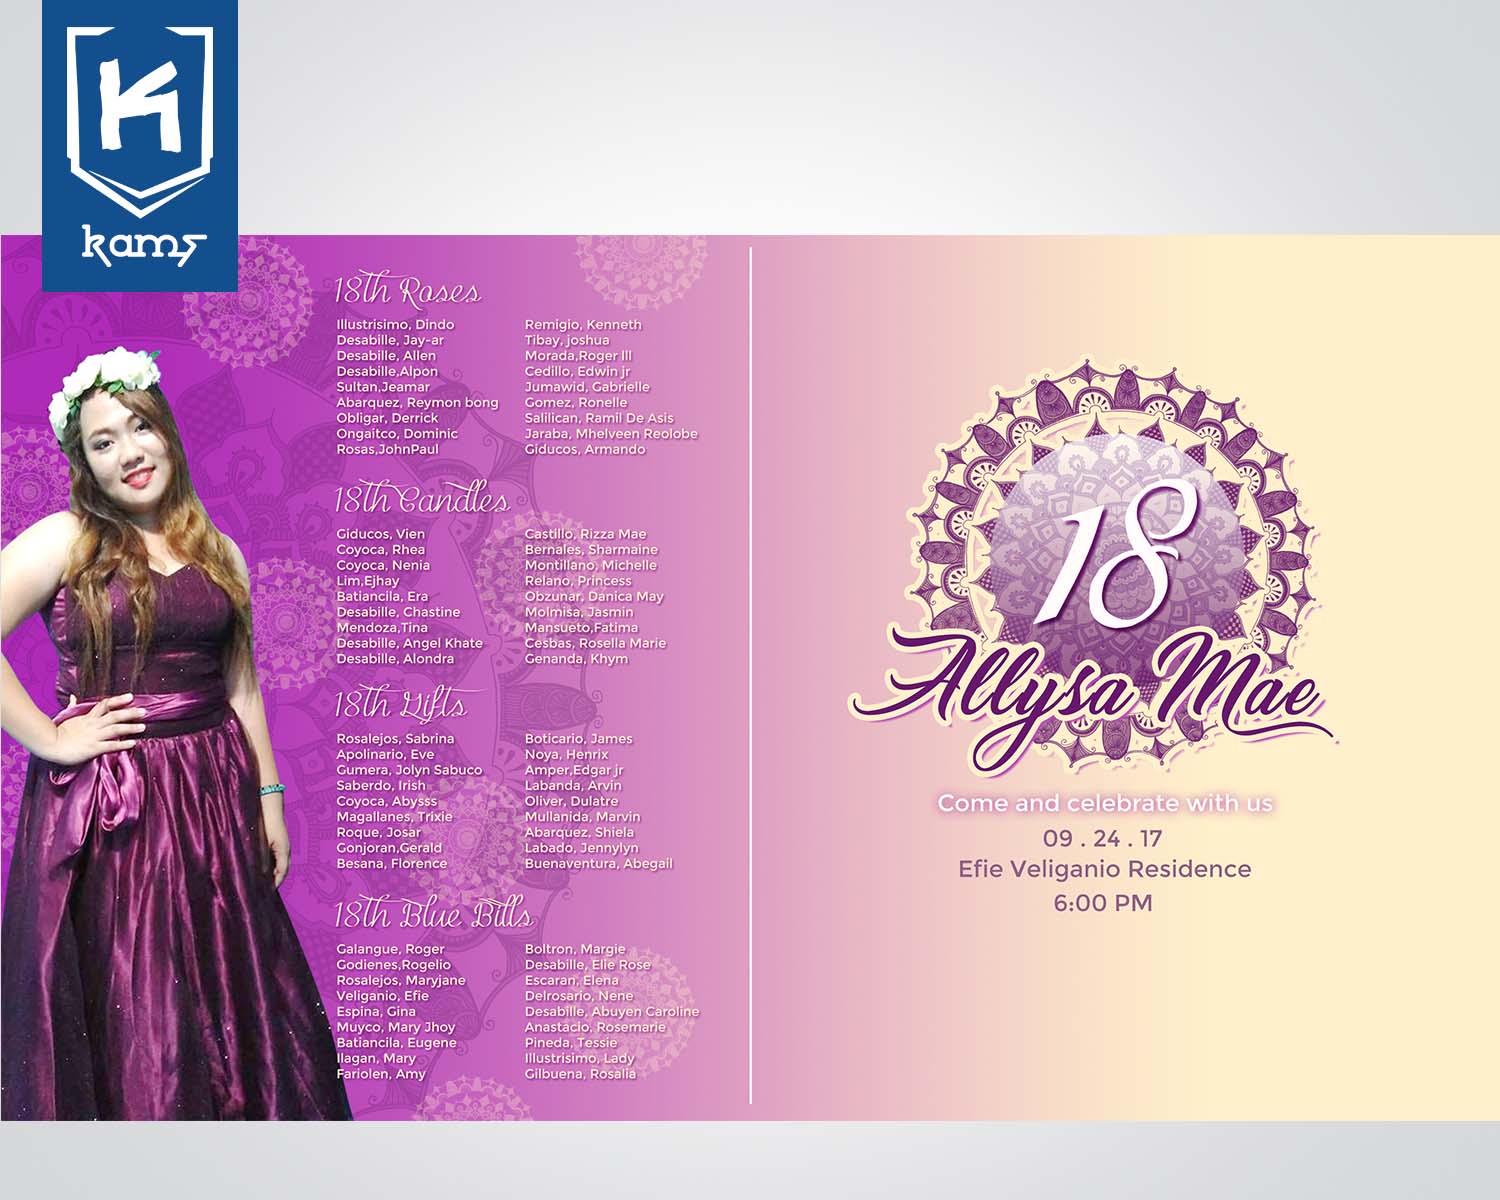 K
kams
18th Roses
Illustrisimo, Dindo
Desabille, Jay-ar
Desabille, Allen
Desabille,Alpon
Sultan,Jeamar
Abarquez, Reymon bong
Obligar, Derrick
Ongaitco, Dominic
Rosas,JohnPaul
Remigio, Kenneth
Tibay, joshua
Morada,Roger lll
Cedillo, Edwin jr
Jumawid, Gabrielle
Gomez, Ronelle
Salilican, Ramil De Asis
Jaraba, Mhelveen Reolobe
Giducos, Armando
18th Candles
Giducos, Vien
Coyoca, Rhea
Coyoca, Nenia
Lim,Ejhay
Batiancila, Era
Desabille, Chastine
Mendoza,Tina
Desabille, Angel Khate
Desabille, Alondra
Castillo, Rizza Mae
Bernales, Sharmaine
Montillano, Michelle
Relano, Princess
Obzunar, Danica May
Molmisa, Jasmin
Mansueto,Fatima
Cesbas, Rosella Marie
Genanda, Khym
18th Gifts
Rosalejos, Sabrina
Apolinario, Eve
Gumera, Jolyn Sabuco
Saberdo, Irish
Coyoca, Abysss
Magallanes, Trixie
Roque, Josar
Gonjoran,Gerald
Besana, Florence
Boticario, James
Noya, Henrix
Amper,Edgar jr
Labanda, Arvin
Oliver, Dulatre
Mullanida, Marvin
Abarquez, Shiela
Labado, Jennylyn
Buenaventura, Abegail
18th Blue Bills
Galangue, Roger
Godienes,Rogelio
Rosalejos, Maryjane
Veliganio, Efie
Espina, Gina
Muyco, Mary Jhoy
Batiancila, Eugene
Ilagan, Mary
Fariolen, Amy
Boltron, Margie
Desabille, Elie Rose
Escaran, Elena
Delrosario, Nene
Desabille, Abuyen Caroline
Anastacio, Rosemarie
Pineda, Tessie
Illustrisimo, Lady
Gilbuena, Rosalia
18
Allysa Mae
Come and celebrate with us
09 . 24 . 17
Efie Veliganio Residence
6:00 PM